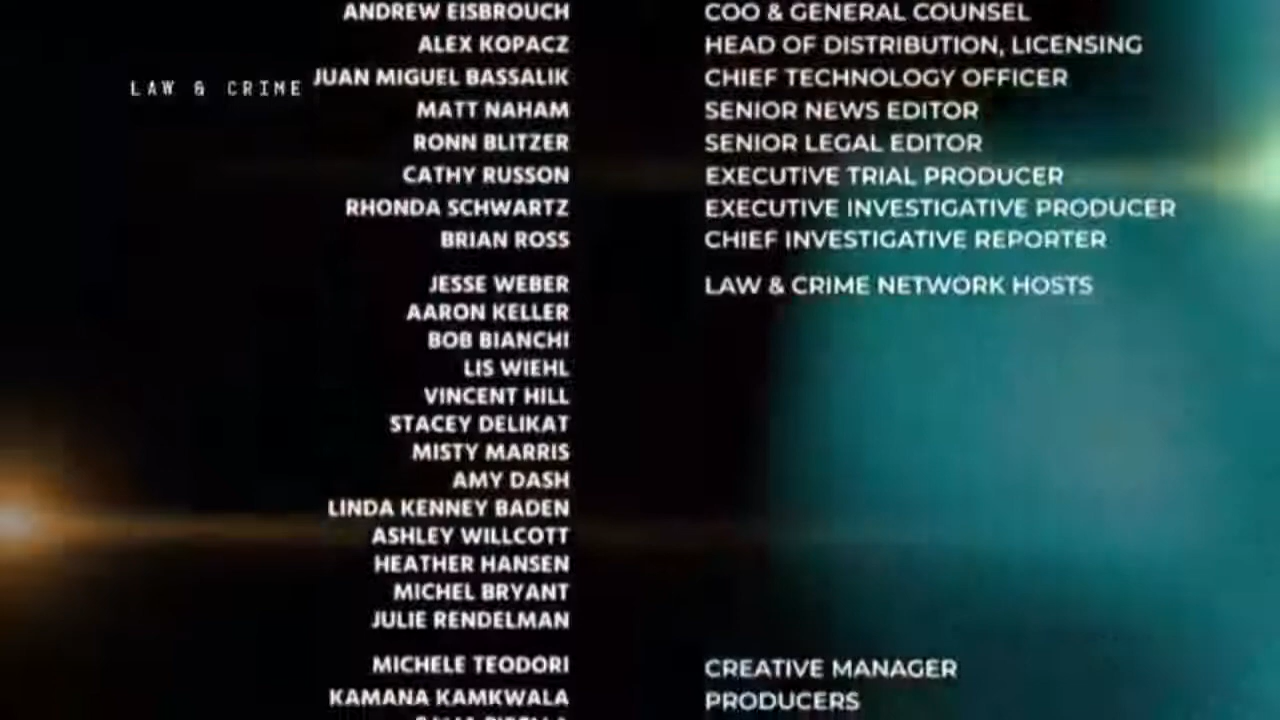 ANDREW EISBROUCH COO & GENERAL COUNSEL
ALEX KOPACZ HEAD OF DISTRIBUTION, LICENSING
LAW & CRIME
JUAN MIGUEL BASSALIK CHIEF TECHNOLOGY OFFICER
MATT NAHAM SENIOR NEWS EDITOR
RONN BLITZER SENIOR LEGAL EDITOR
CATHY RUSSON EXECUTIVE TRIAL PRODUCER
RHONDA SCHWARTZ EXECUTIVE INVESTIGATIVE PRODUCER
BRIAN ROSS CHIEF INVESTIGATIVE REPORTER
JESSE WEBER LAW & CRIME NETWORK HOSTS
AARON KELLER
BOB BIANCHI
LIS WIEHL
VINCENT HILL
STACEY DELIKAT
MISTY MARRIS
AMY DASH
LINDA KENNEY BADEN
ASHLEY WILLCOTT
HEATHER HANSEN
MICHEL BRYANT
JULIE RENDELMAN
MICHELE TEODORI CREATIVE MANAGER
KAMANA KAMKWALA PRODUCERS